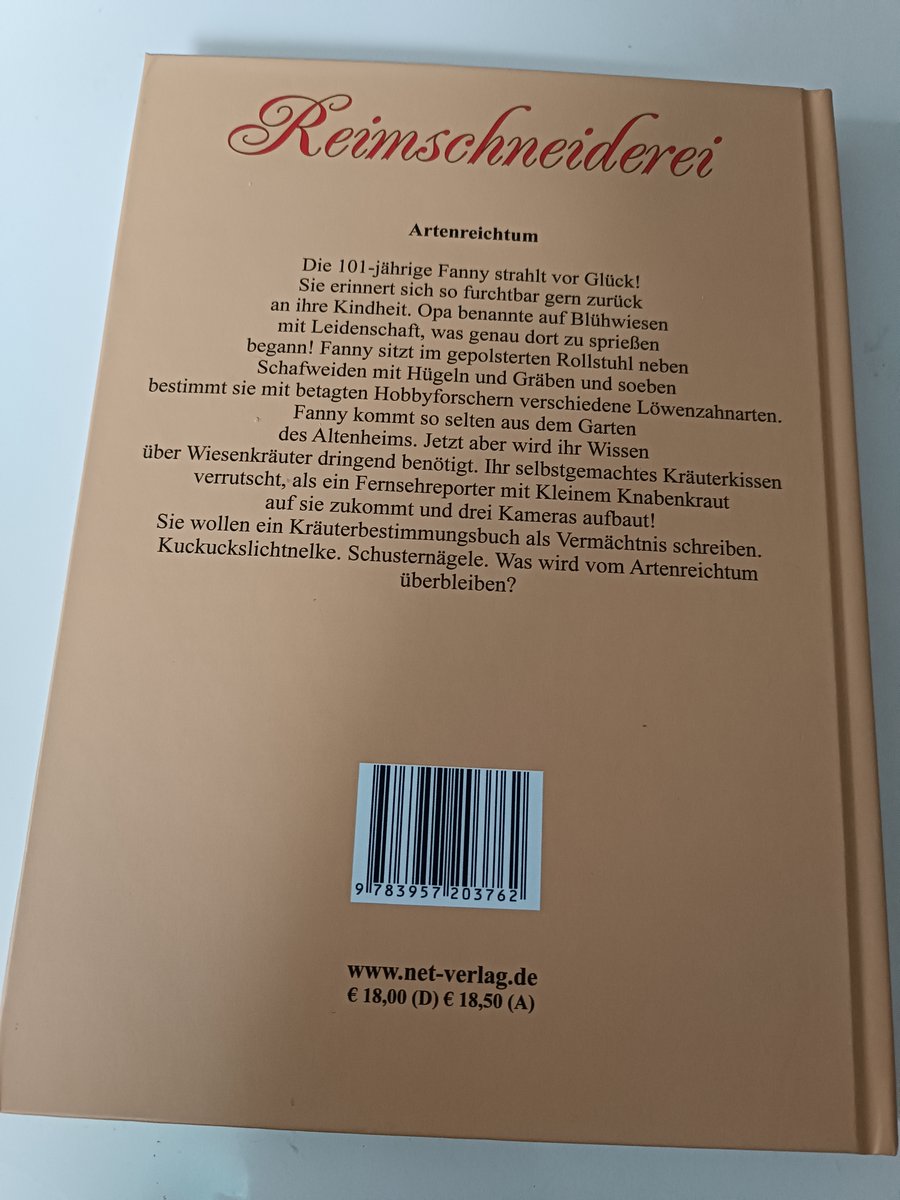 Reimschneiderei
Artenreichtum
Die 101-jährige Fanny strahlt vor Glück!
Sie erinnert sich so furchtbar gern zurück
an ihre Kindheit. Opa benannte auf Blühwiesen
mit Leidenschaft, was genau dort zu sprießen
begann! Fanny sitzt im gepolsterten Rollstuhl neben
Schafweiden mit Hügeln und Gräben und soeben
bestimmt sie mit betagten Hobbyforschern verschiedene Löwenzahnarten.
Fanny kommt so selten aus dem Garten
des Altenheims. Jetzt aber wird ihr Wissen
über Wiesenkräuter dringend benötigt. Ihr selbstgemachtes Kräuterkissen
verrutscht, als ein Fernsehreporter mit Kleinem Knabenkraut
auf sie zukommt und drei Kameras aufbaut!
Sie wollen ein Kräuterbestimmungsbuch als Vermächtnis schreiben.
Kuckuckslichtnelke. Schusternägele. Was wird vom Artenreichtum
überbleiben?
9 783957 203762
www.net-verlag.de
€ 18,00 (D) € 18,50 (A)